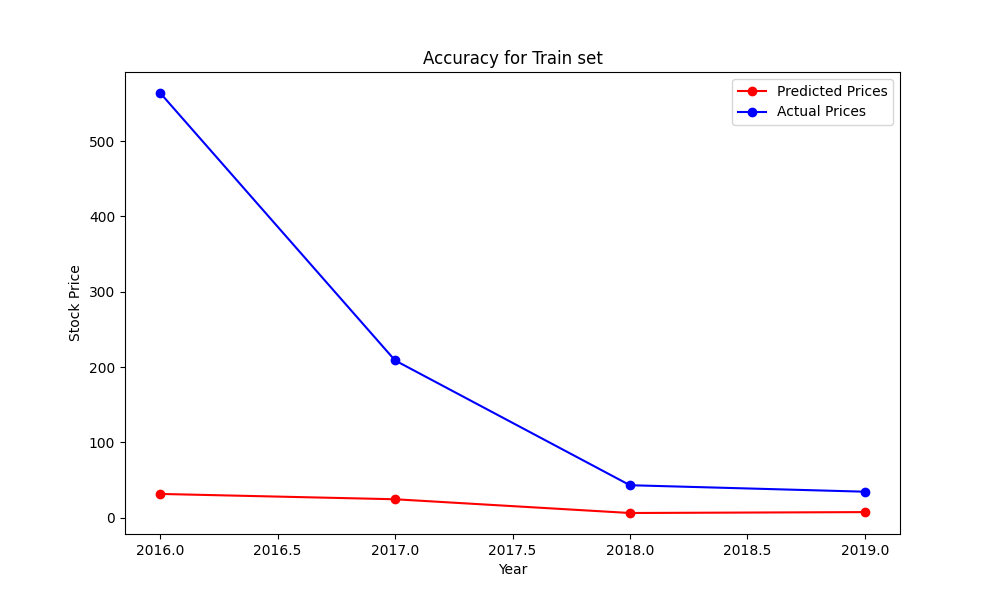 Accuracy for Train set
Predicted Prices
Actual Prices
500
400
300
200
100
0
Stock Price
2016.0 2016.5 2017.0 2017.5 2018.0 2018.5 2019.0
Year